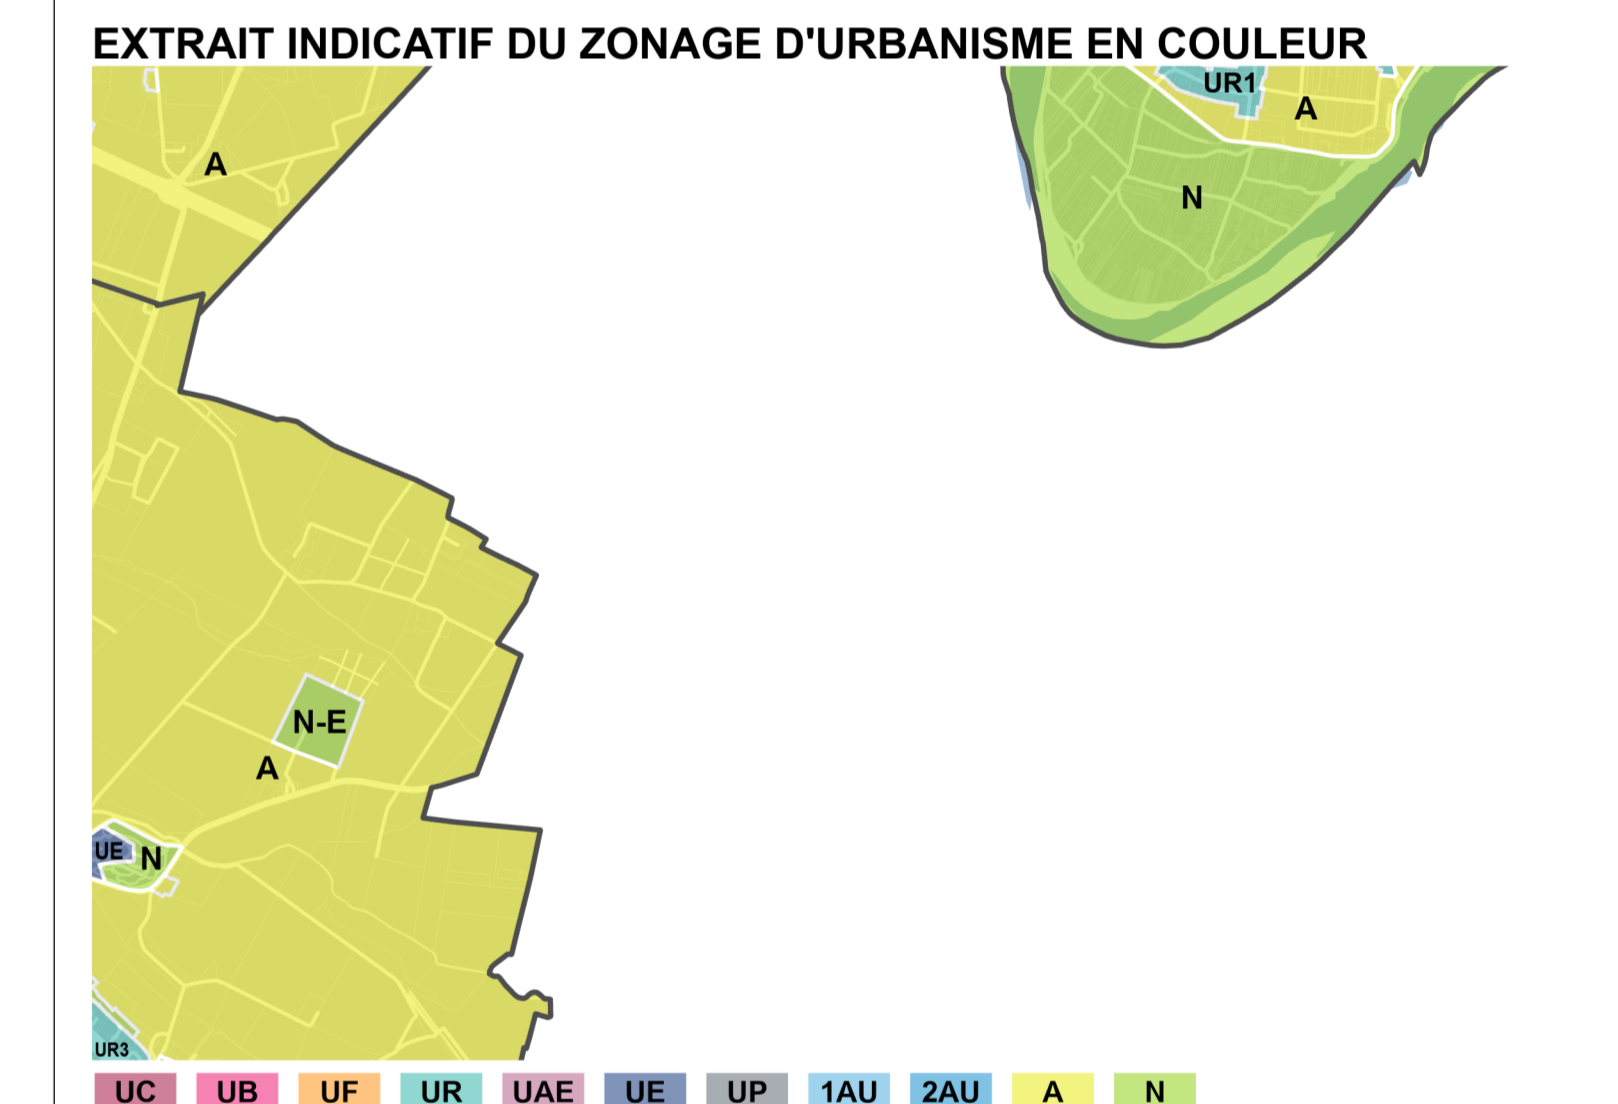 EXTRAIT INDICATIF DU ZONAGE D'URBANISME EN COULEUR
UR1
A
A
N
N-E
A
UE
N
UR3
UC UB UF UR UAE UE UP 1AU 2AU A N